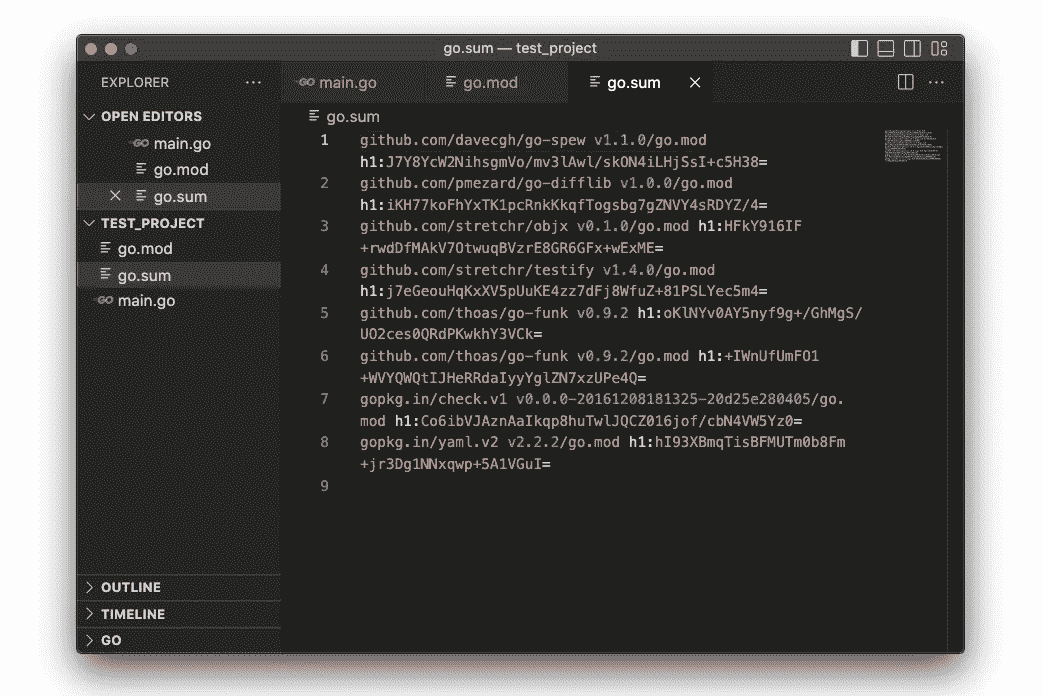 go.sum — test_project
EXPLORER ...
main.go
go.mod
go.sum
OPEN EDITORS
main.go
go.mod
go.sum
TEST_PROJECT
go.mod
go.sum
main.go
OUTLINE
TIMELINE
GO
go.sum
1 github.com/davecgh/go-spew v1.1.0/go.mod
h1:J7Y8YcW2NihsgmVo/mv3lAwl/skON4iLHjSsI+c5H38=
2 github.com/pmezard/go-difflib v1.0.0/go.mod
h1:iKH77koFhYxTK1pcRnkKkqfTogsbg7gZNVY4sRDYZ/4=
3 github.com/stretchr/objx v0.1.0/go.mod h1:HFkY916IF
+rwdDfMAkV7OtwuqBVzrE8GR6GFx+wExME=
4 github.com/stretchr/testify v1.4.0/go.mod
h1:j7eGeouHqKxXV5pUuKE4zz7dFj8WfuZ+81PSLYec5m4=
5 github.com/thoas/go-funk v0.9.2 h1:oKlNYv0AY5nyf9g+/GhMgS/
UO2ces0QRdPKwkhY3VCk=
6 github.com/thoas/go-funk v0.9.2/go.mod h1:+IWnUfUmFO1
+WVYQWQtIJHeRRdaIyyYglZN7xzUPe4Q=
7 gopkg.in/check.v1 v0.0.0-20161208181325-20d25e280405/go.
mod h1:Co6ibVJAznAaIkqp8huTwlJQCZ016jof/cbN4VW5Yz0=
8 gopkg.in/yaml.v2 v2.2.2/go.mod h1:hI93XBmqTisBFMUTm0b8Fm
+jr3Dg1NNxqwp+5A1VGuI=
9